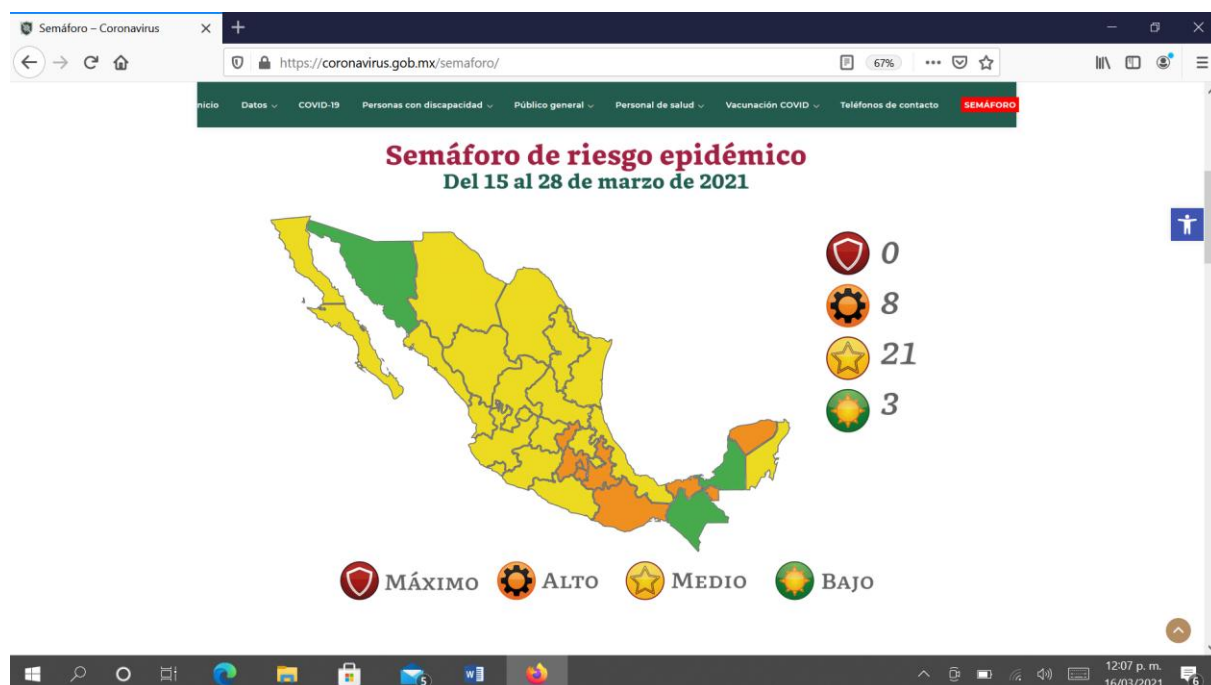 Semáforo – Coronavirus
https://coronavirus.gob.mx/semaforo/
67%
nicio Datos COVID-19 Personas con discapacidad Público general Personal de salud Vacunación COVID Teléfonos de contacto SEMÁFORO
Semáforo de riesgo epidémico
Del 15 al 28 de marzo de 2021
0
8
21
3
MÁXIMO ALTO MEDIO BAJO
5
12:07 p. m.
16/03/2021
6